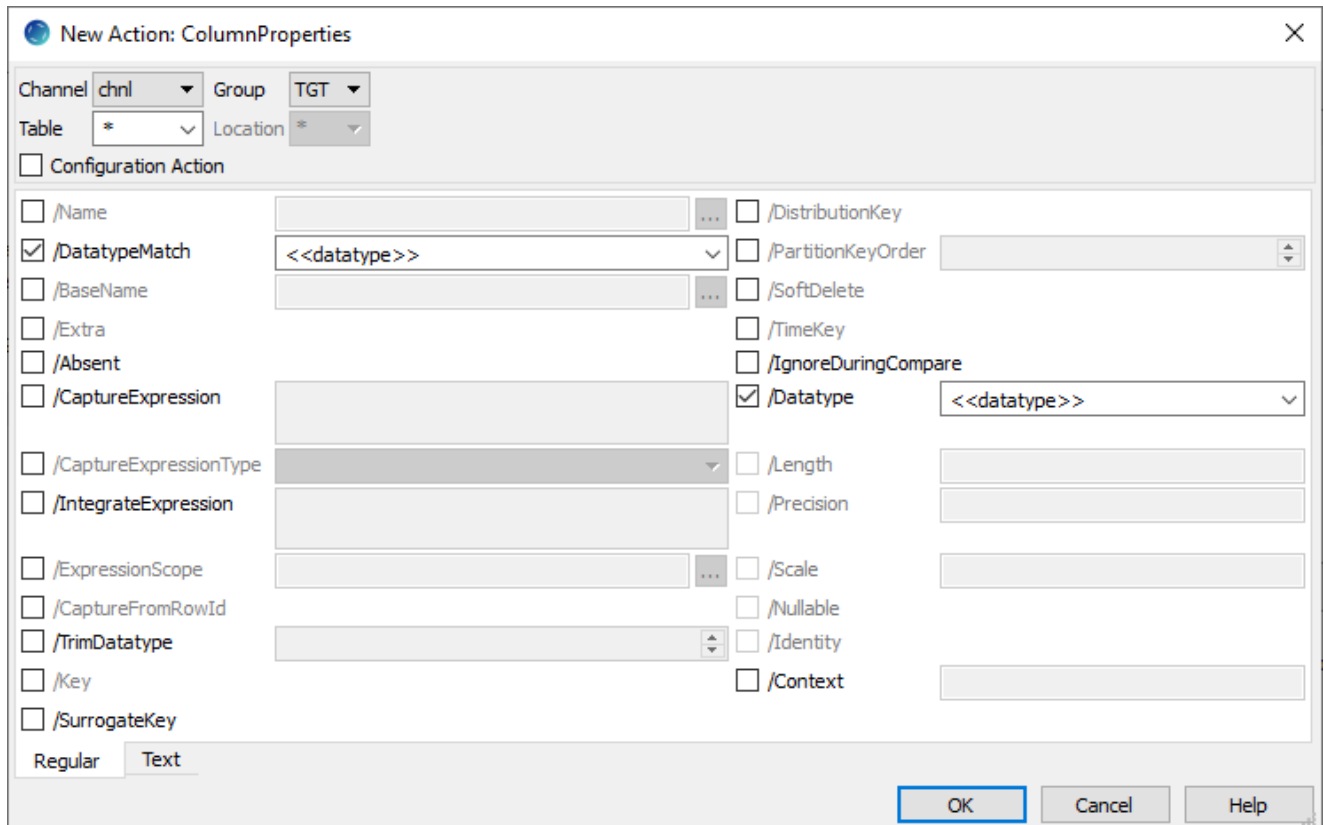 New Action: ColumnProperties
Channel chnl Group TGT
Table * Location *
Configuration Action
/Name ... /DistributionKey
/DatatypeMatch <<datatype>> /PartitionKeyOrder
/BaseName ... /SoftDelete
/Extra /TimeKey
/Absent /IgnoreDuringCompare
/CaptureExpression /Datatype <<datatype>>
/CaptureExpressionType /Length
/IntegrateExpression /Precision
/ExpressionScope ... /Scale
/CaptureFromRowId /Nullable
/TrimDatatype /Identity
/Key /Context
/SurrogateKey
Regular Text
OK Cancel Help